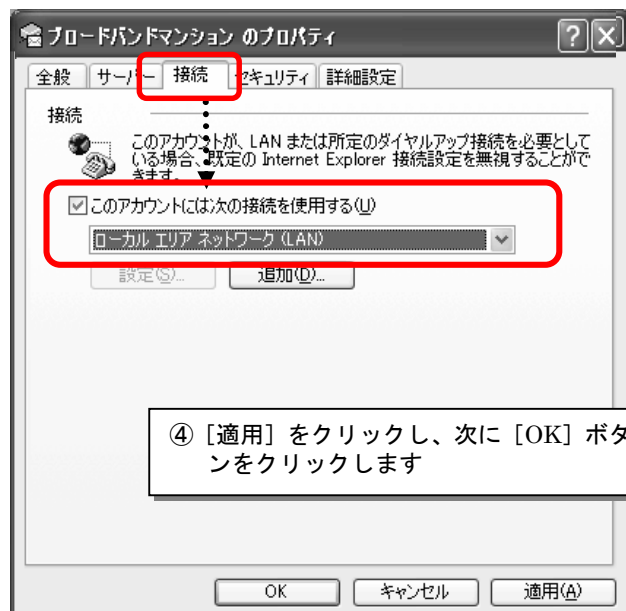 ブロードバンドマンション のプロパティ
全般 サーバー 接続 セキュリティ 詳細設定
接続
このアカウントが、LAN または所定のダイヤルアップ接続を必要として
いる場合、既定の Internet Explorer 接続設定を無視することがで
きます。
このアカウントには次の接続を使用する(U)
ローカル エリア ネットワーク (LAN)
設定(S)... 追加(D)...
④［適用］をクリックし、次に［OK］ボタ
ンをクリックします
OK キャンセル 適用(A)